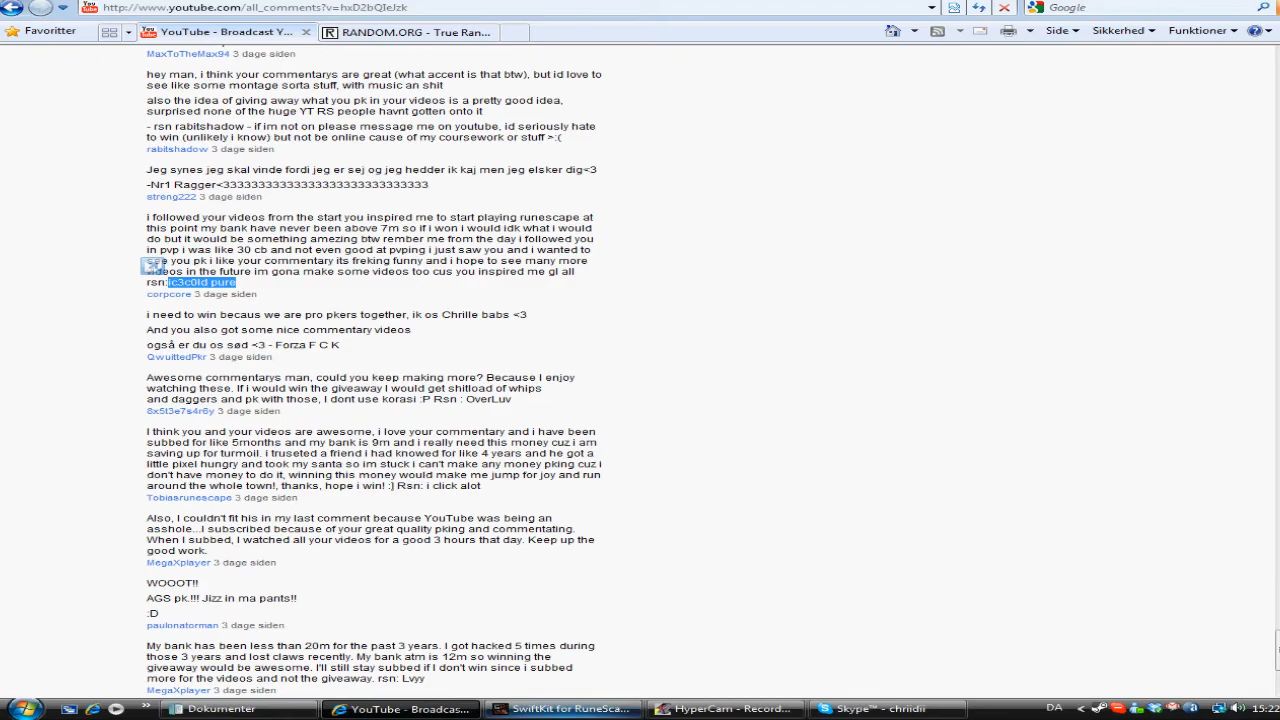 http://www.youtube.com/all_comments?v=hxD2bQIeJzk
Google
Favoritter
YouTube - Broadcast Y...
RANDOM.ORG - True Ran...
Side
Sikkerhed
Funktioner
MaxToTheMax94 3 dage siden
hey man, i think your commentarys are great (what accent is that btw), but id love to
see like some montage sorta stuff, with music an shit
also the idea of giving away what you pk in your videos is a pretty good idea,
surprised none of the huge YT RS people havnt gotten onto it
- rsn rabitshadow - if im not on please message me on youtube, id seriously hate
to win (unlikely i know) but not be online cause of my coursework or stuff >:(
rabitshadow 3 dage siden
Jeg synes jeg skal vinde fordi jeg er sej og jeg hedder ik kaj men jeg elsker dig<3
-Nr1 Ragger<33333333333333333333333333333
streng222 3 dage siden
i followed your videos from the start you inspired me to start playing runescape at
this point my bank have never been above 7m so if i won i would idk what i would
do but it would be something amezing btw rember me from the day i followed you
in pvp i was like 30 cb and not even good at pvping i just saw you and i wanted to
see you pk i like your commentary its freking funny and i hope to see many more
videos in the future im gona make some videos too cus you inspired me gl all
rsn:ic3c0ld pure
corpcore 3 dage siden
i need to win becaus we are pro pkers together, ik os Chrille babs <3
And you also got some nice commentary videos
også er du os sød <3 - Forza F C K
QwuittedPkr 3 dage siden
Awesome commentarys man, could you keep making more? Because I enjoy
watching these. If i would win the giveaway I would get shitload of whips
and daggers and pk with those, I dont use korasi :P Rsn : OverLuv
8x5t3e7s4r6y 3 dage siden
I think you and your videos are awesome, i love your commentary and i have been
subbed for like 5months and my bank is 9m and i really need this money cuz i am
saving up for turmoil. i truseted a friend i had knowed for like 4 years and he got a
little pixel hungry and took my santa so im stuck i can't make any money pking cuz i
don't have money to do it, winning this money would make me jump for joy and run
around the whole town!, thanks, hope i win! :] Rsn: i click alot
Tobiasrunescape 3 dage siden
Also, I couldn't fit his in my last comment because YouTube was being an
asshole...I subscribed because of your great quality pking and commentating.
When I subbed, I watched all your videos for a good 3 hours that day. Keep up the
good work.
MegaXplayer 3 dage siden
WOOOT!!
AGS pk.!!! Jizz in ma pants!!
:D
paulonatorman 3 dage siden
My bank has been less than 20m for the past 3 years. I got hacked 5 times during
those 3 years and lost claws recently. My bank atm is 12m so winning the
giveaway would be awesome. I'll still stay subbed if I don't win since i subbed
more for the videos and not the giveaway. rsn: Lvyy
MegaXplayer 3 dage siden
Dokumenter
YouTube - Broadcas...
SwiftKit for RuneSca...
HyperCam - Record...
Skype™ - chriidii
DA
15:22